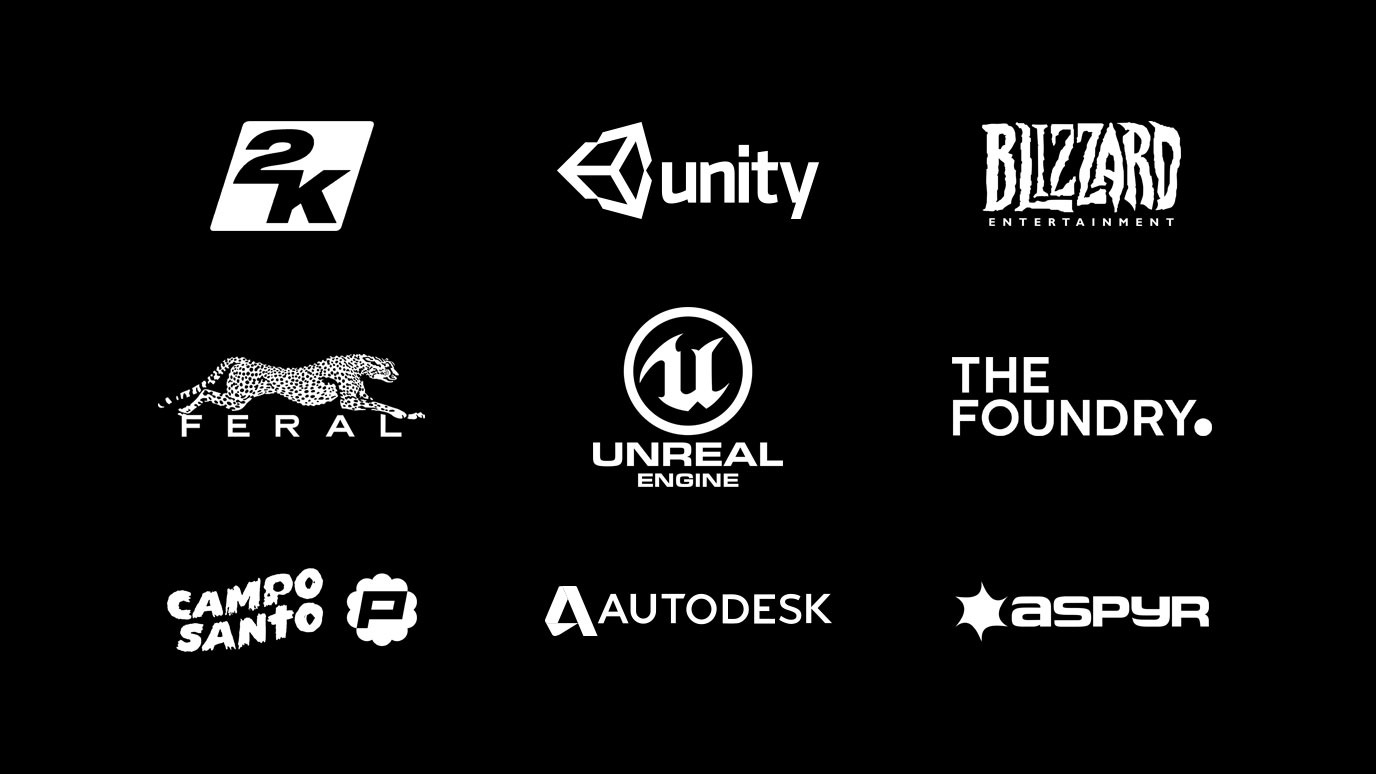 2K
unity
BLIZZARD
ENTERTAINMENT
FERAL
U
UNREAL
ENGINE
THE
FOUNDRY.
CAMPO
SANTO
P
AUTODESK
aspyr